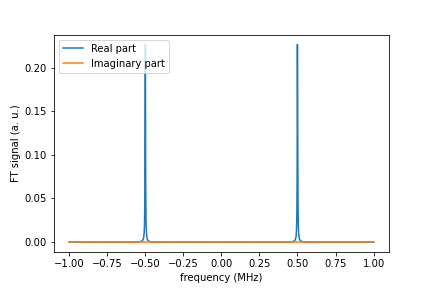 Real part
Imaginary part
FT signal (a. u.)
0.20
0.15
0.10
0.05
0.00
−1.00 −0.75 −0.50 −0.25 0.00 0.25 0.50 0.75 1.00
frequency (MHz)